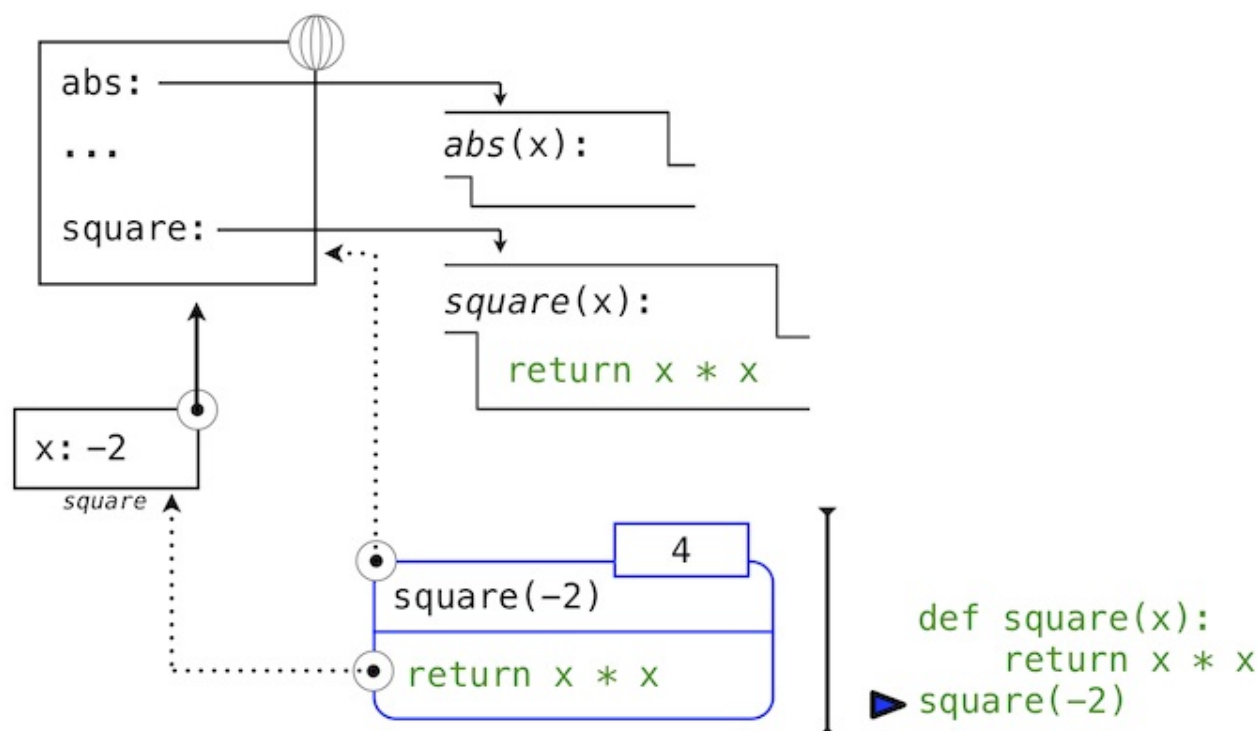 abs:
...
square:
abs(x):
square(x):
return x * x
x: -2
square
4
square(-2)
return x * x
def square(x):
    return x * x
square(-2)